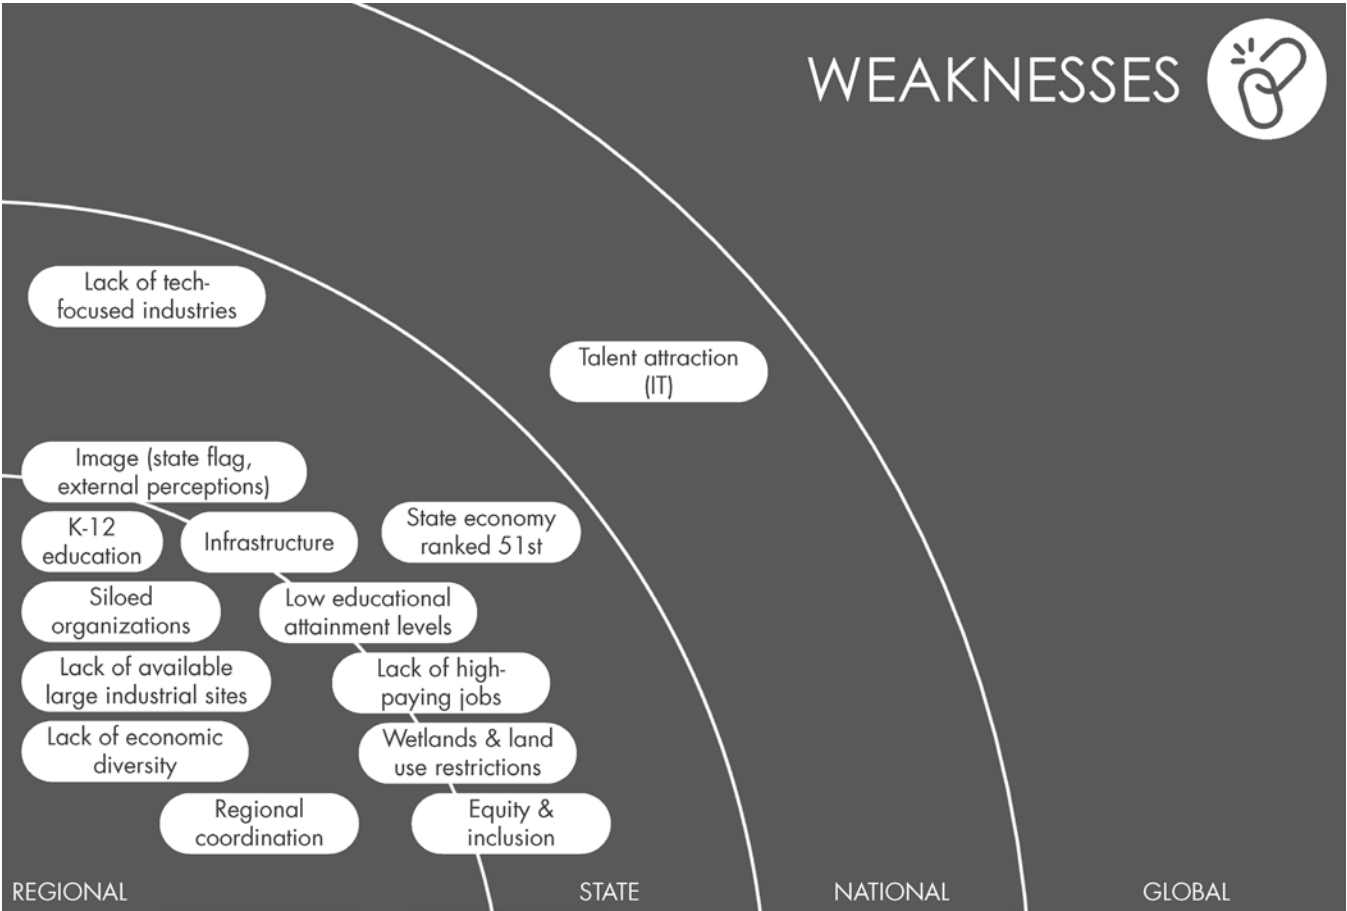 WEAKNESSES
Lack of tech-
focused industries
Talent attraction
(IT)
Image (state flag,
external perceptions)
K-12
education
Infrastructure
State economy
ranked 51st
Siloed
organizations
Low educational
attainment levels
Lack of available
large industrial sites
Lack of high-
paying jobs
Lack of economic
diversity
Wetlands & land
use restrictions
Regional
coordination
Equity &
inclusion
REGIONAL
STATE
NATIONAL
GLOBAL